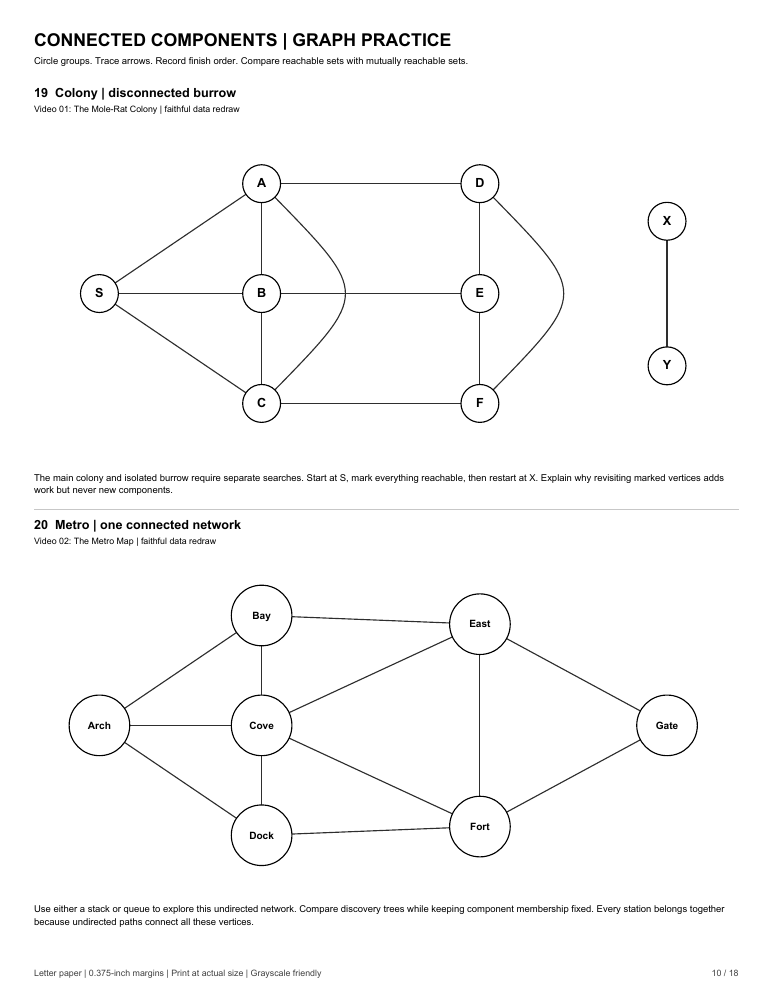 CONNECTED COMPONENTS | GRAPH PRACTICE
Circle groups. Trace arrows. Record finish order. Compare reachable sets with mutually reachable sets.
19 Colony | disconnected burrow
Video 01: The Mole-Rat Colony | faithful data redraw
A
D
X
S
B
E
Y
C
F
The main colony and isolated burrow require separate searches. Start at S, mark everything reachable, then restart at X. Explain why revisiting marked vertices adds
work but never new components.
20 Metro | one connected network
Video 02: The Metro Map | faithful data redraw
Bay
East
Arch
Cove
Gate
Dock
Fort
Use either a stack or queue to explore this undirected network. Compare discovery trees while keeping component membership fixed. Every station belongs together
because undirected paths connect all these vertices.
Letter paper | 0.375-inch margins | Print at actual size | Grayscale friendly
10 / 18